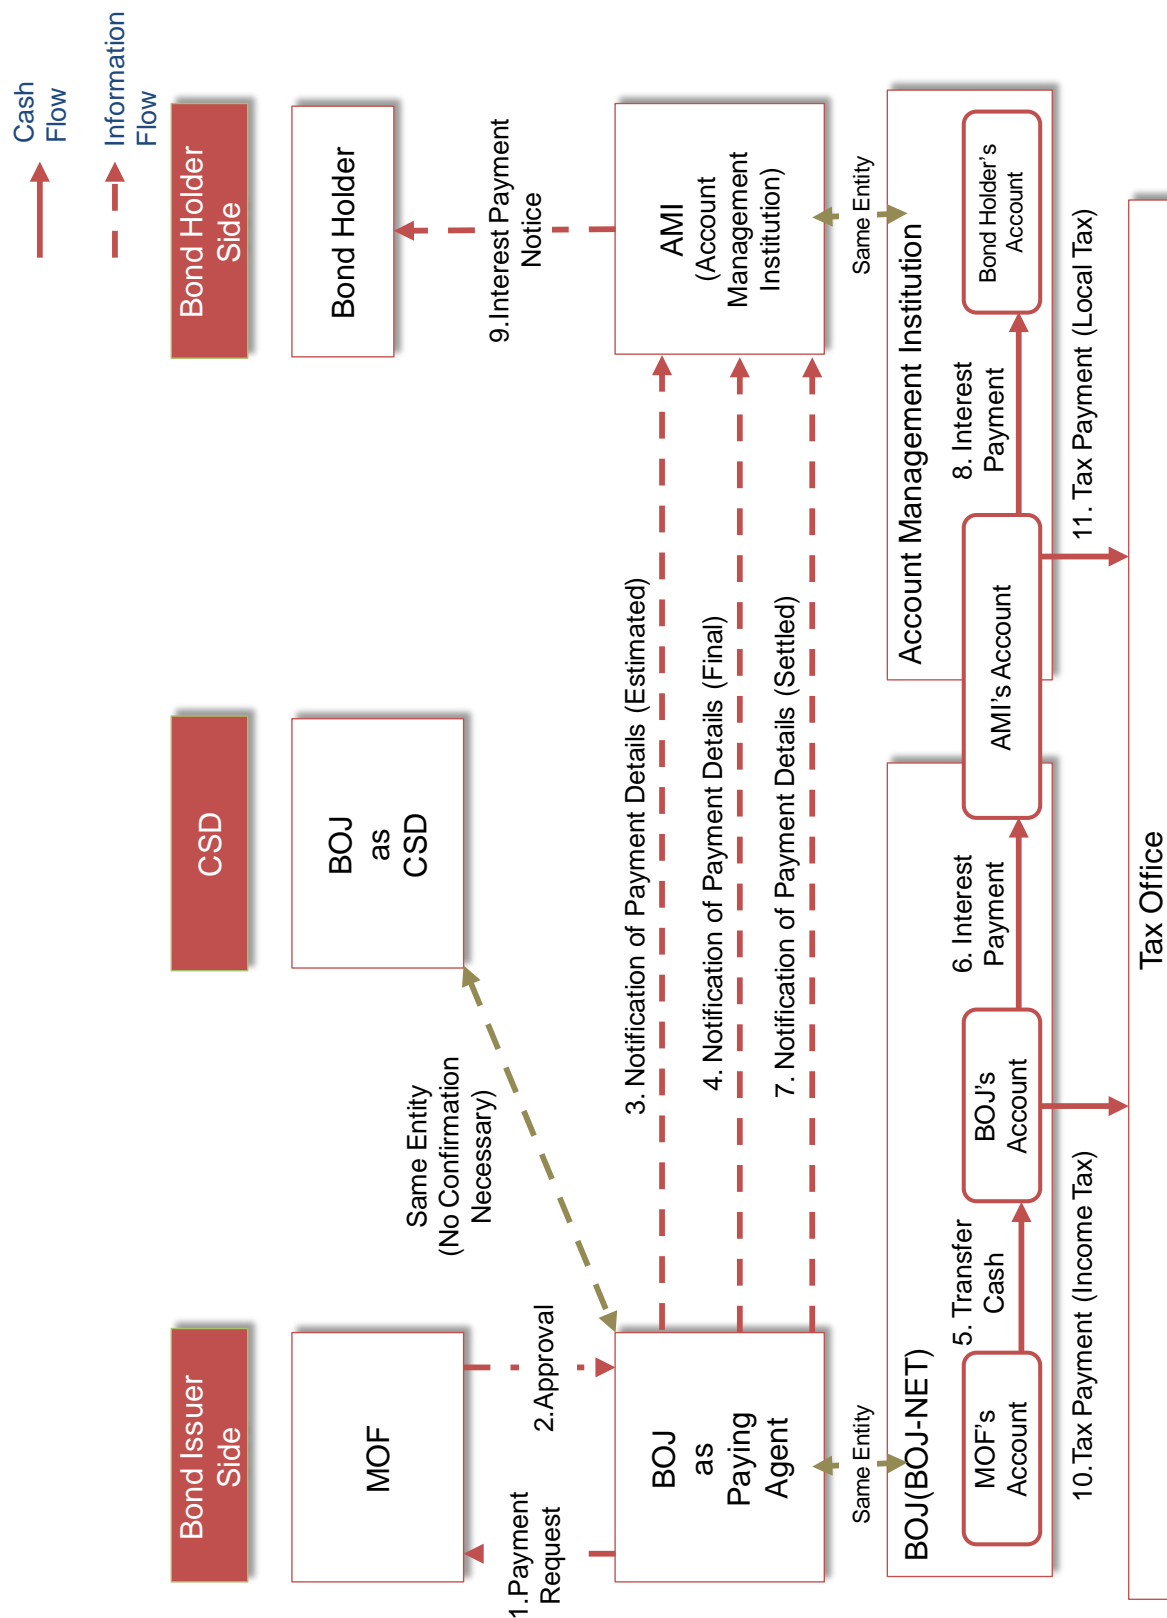 Cash
Flow
Information
Flow
Bond Issuer
Side
CSD
Bond Holder
Side
MOF
BOJ
as
CSD
Bond Holder
1.Payment
Request
2.Approval
Same Entity
(No Confirmation
Necessary)
9.Interest Payment
Notice
BOJ
as
Paying
Agent
3. Notification of Payment Details (Estimated)
4. Notification of Payment Details (Final)
7. Notification of Payment Details (Settled)
AMI
(Account
Management
Institution)
Same Entity
Same Entity
BOJ(BOJ-NET)
Account Management Institution
MOF's
Account
5. Transfer
Cash
BOJ's
Account
6. Interest
Payment
AMI's Account
8. Interest
Payment
Bond Holder's
Account
10.Tax Payment (Income Tax)
11. Tax Payment (Local Tax)
Tax Office